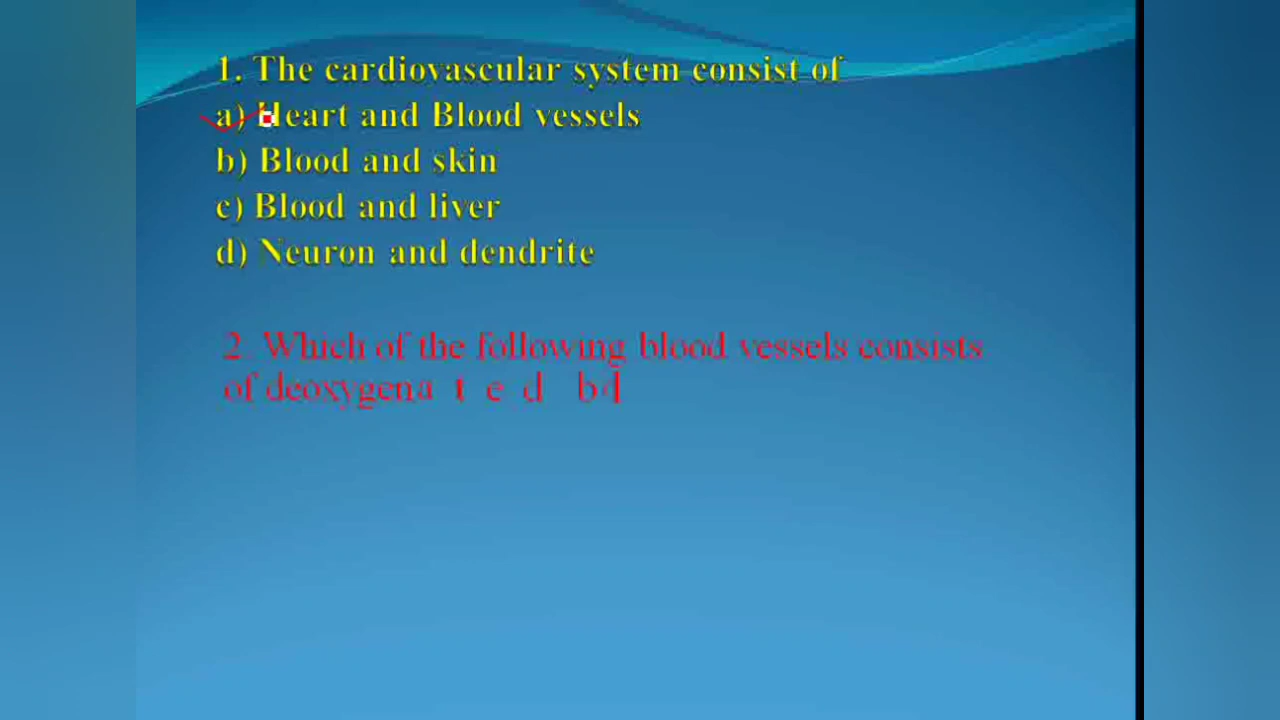 1. The cardiovascular system consist of
a) Heart and Blood vessels
b) Blood and skin
c) Blood and liver
d) Neuron and dendrite
2. Which of the following blood vessels consists
of deoxygena t e d